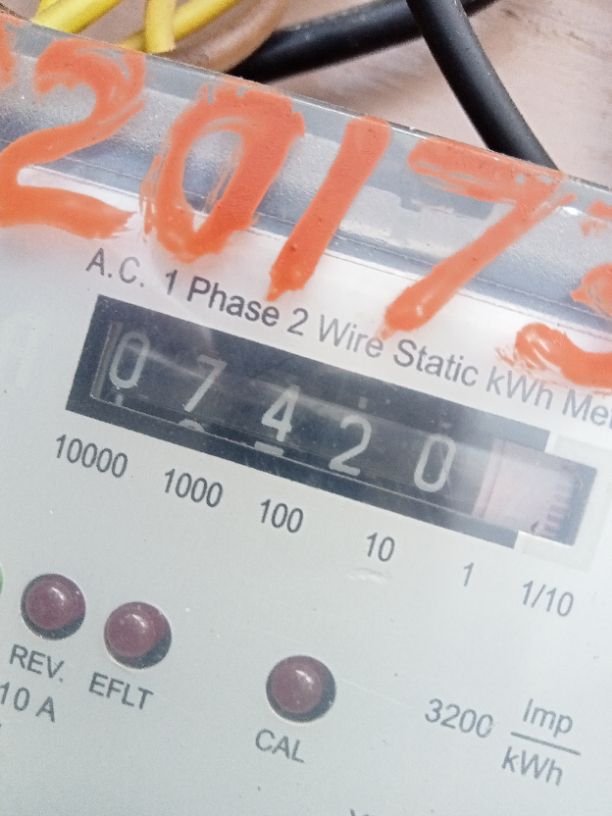 20173
A.C. 1 Phase 2 Wire Static kWh
07420
10000 1000 100 10 1 1/10
REV. EFLT CAL
10 A
3200 Imp
kWh